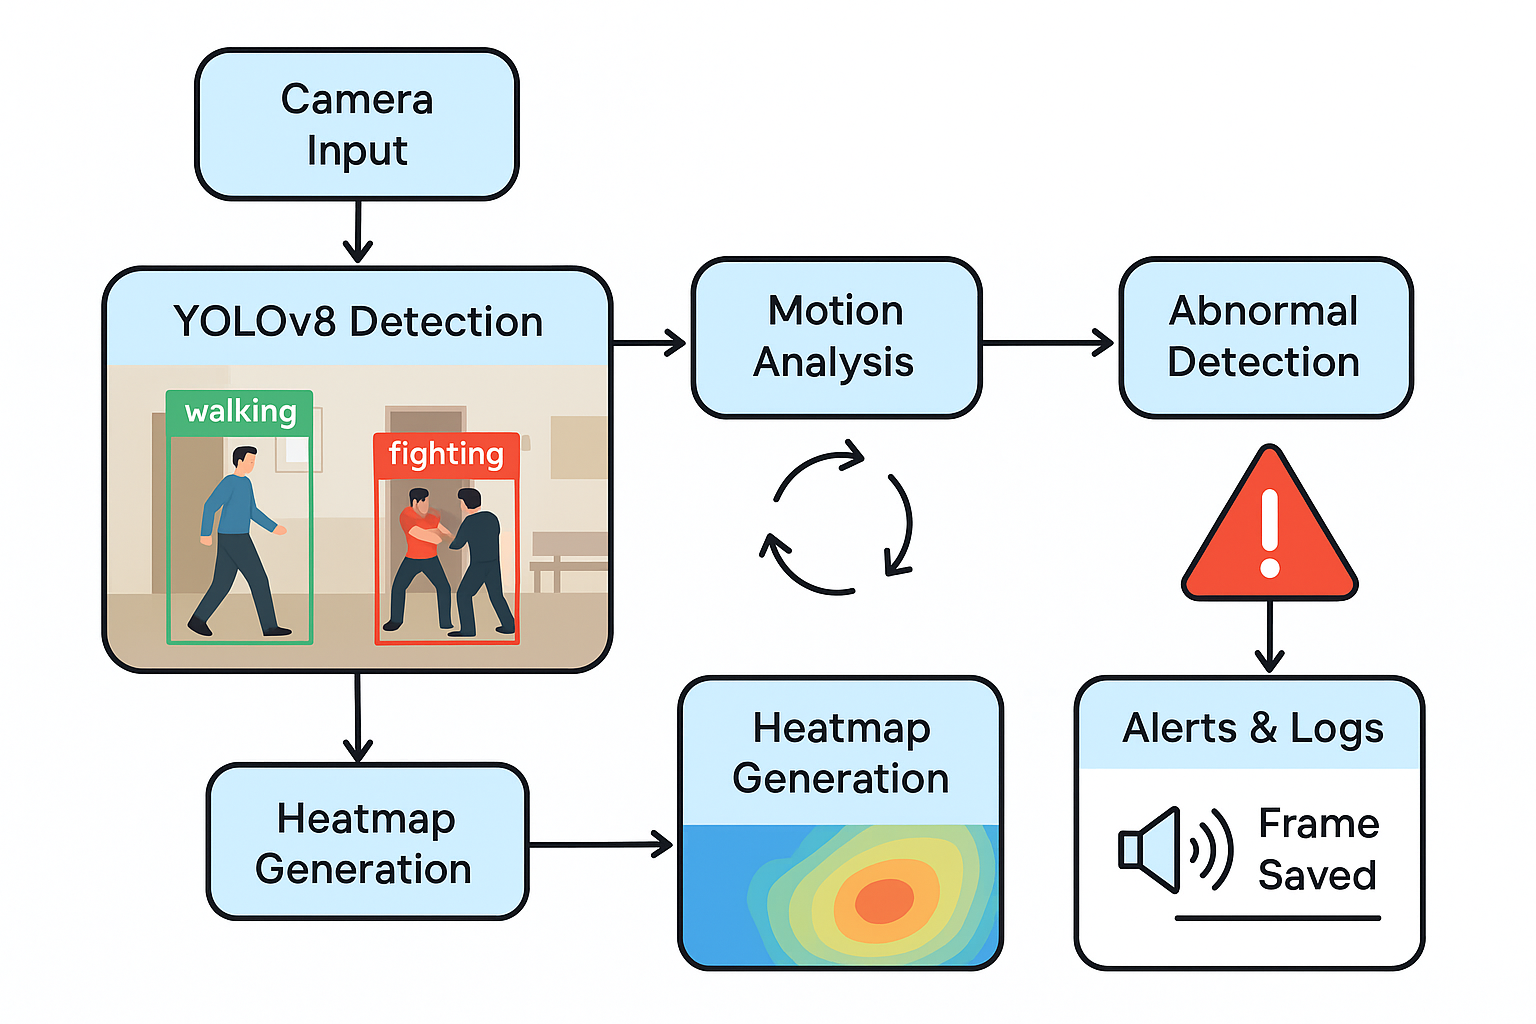 Camera
Input
YOLOv8 Detection
walking
fighting
Motion
Analysis
Abnormal
Detection
Heatmap
Generation
Heatmap
Generation
Alerts & Logs
Frame
Saved